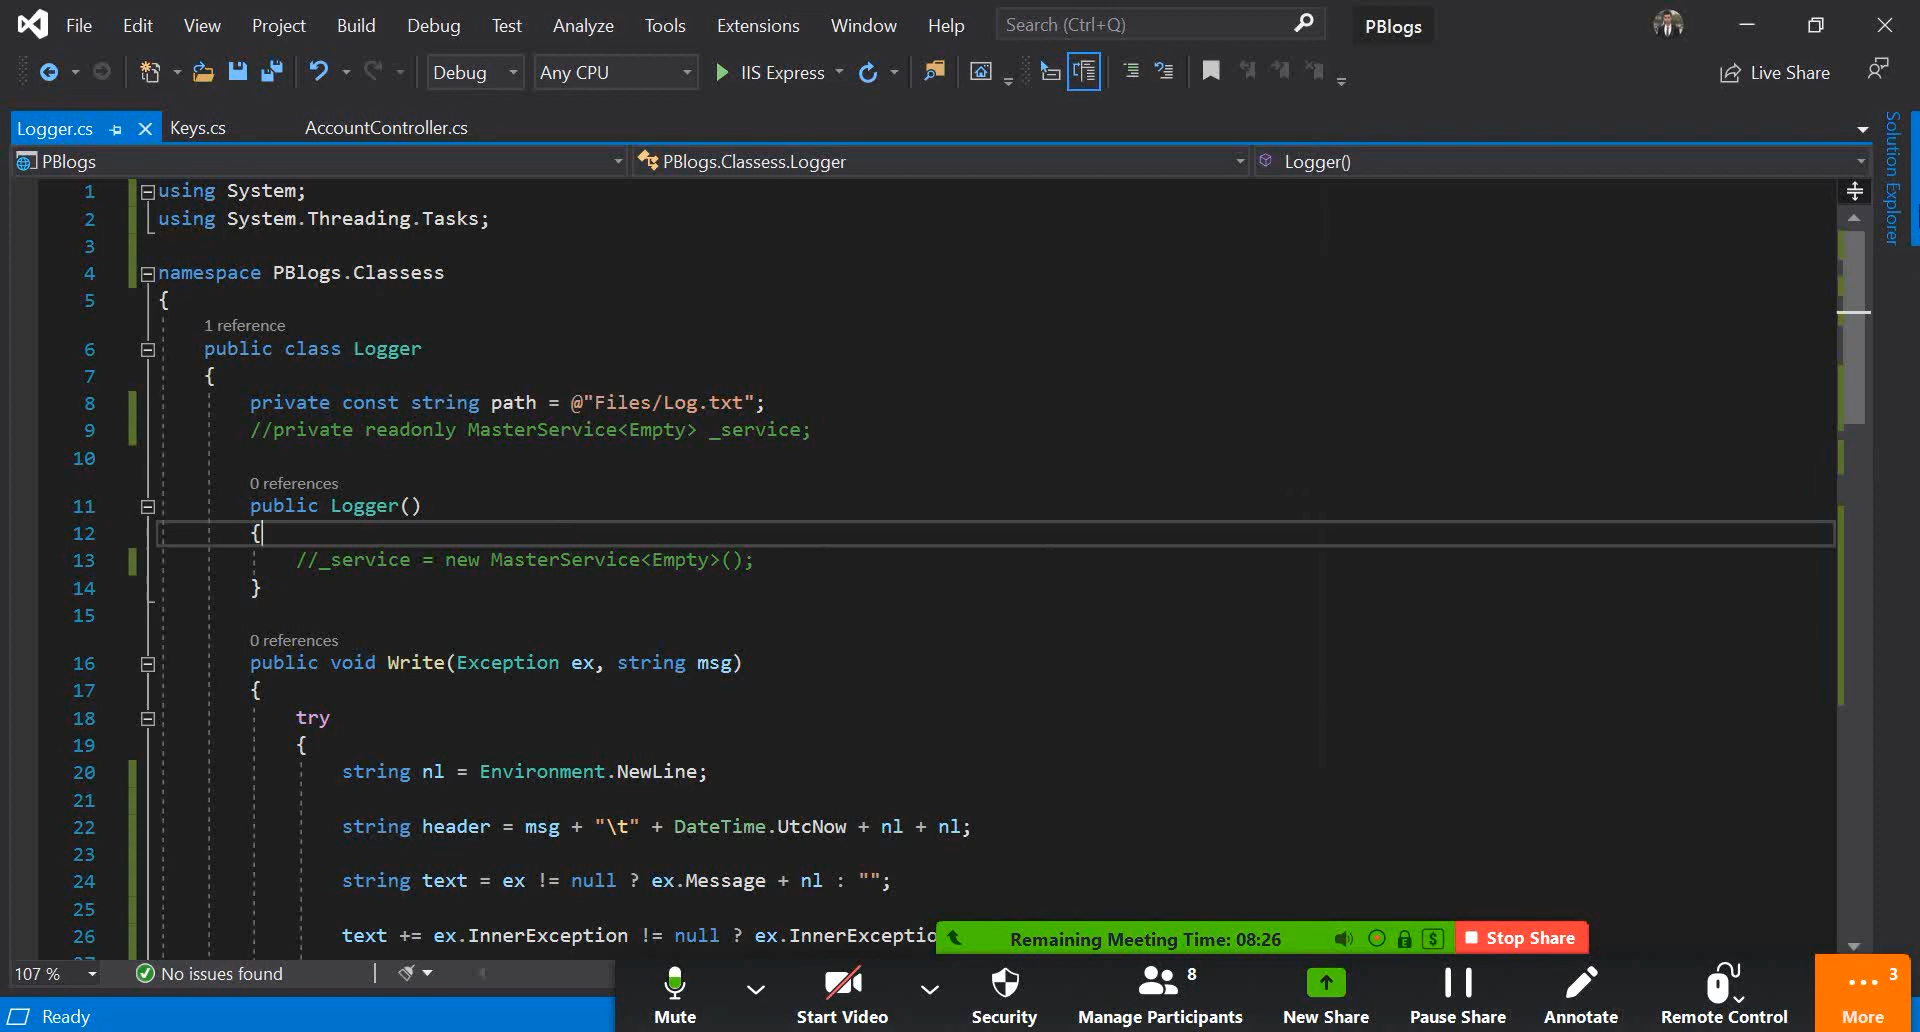 File Edit View Project Build Debug Test Analyze Tools Extensions Window Help Search (Ctrl+Q) PBlogs
Debug Any CPU IIS Express Live Share
Logger.cs Keys.cs AccountController.cs
PBlogs PBlogs.Classess.Logger Logger()
Solution Explorer
1 using System;
2 using System.Threading.Tasks;
3
4 namespace PBlogs.Classess
5 {
1 reference
6 public class Logger
7 {
8 private const string path = @"Files/Log.txt";
9 //private readonly MasterService<Empty> _service;
10
0 references
11 public Logger()
12 {
13 //_service = new MasterService<Empty>();
14 }
15
0 references
16 public void Write(Exception ex, string msg)
17 {
18 try
19 {
20 string nl = Environment.NewLine;
21
22 string header = msg + "\t" + DateTime.UtcNow + nl + nl;
23
24 string text = ex != null ? ex.Message + nl : "";
25
26 text += ex.InnerException != null ? ex.InnerExceptio
Remaining Meeting Time: 08:26 $ Stop Share
107 % No issues found
Ready
Mute Start Video Security Manage Participants 8 New Share Pause Share Annotate Remote Control More 3